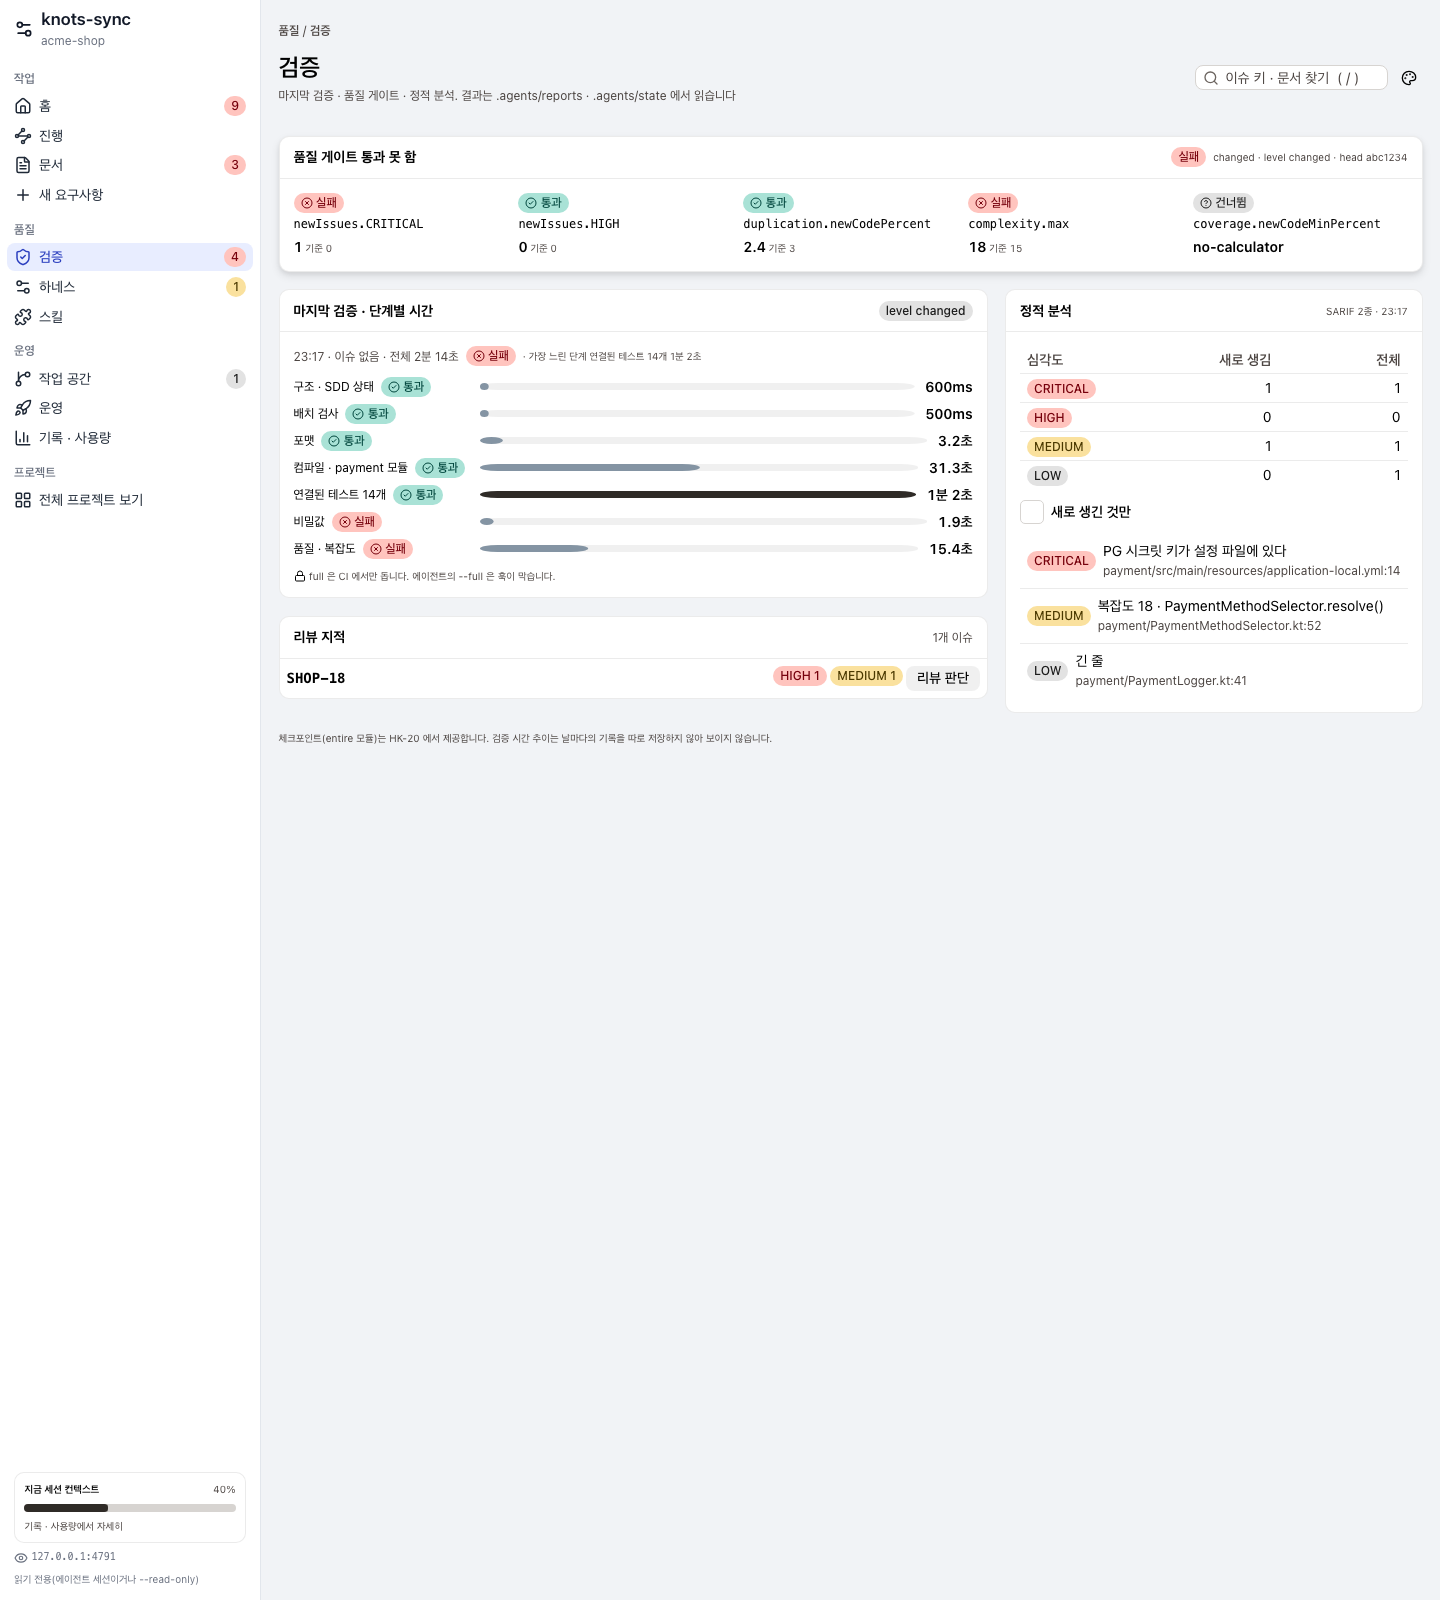 knots-sync
acme-shop
작업
홈 9
진행
문서 3
새 요구사항
품질
검증 4
하네스 1
스킬
운영
작업 공간 1
운영
기록 · 사용량
프로젝트
전체 프로젝트 보기
지금 세션 컨텍스트 40%
기록 · 사용량에서 자세히
127.0.0.1:4791
읽기 전용(에이전트 세션이거나 --read-only)
품질 / 검증
검증
마지막 검증 · 품질 게이트 · 정적 분석. 결과는 .agents/reports · .agents/state 에서 읽습니다
이슈 키 · 문서 찾기 ( / )
품질 게이트 통과 못 함
실패 changed · level changed · head abc1234
실패
newIssues.CRITICAL
1 기준 0
통과
newIssues.HIGH
0 기준 0
통과
duplication.newCodePercent
2.4 기준 3
실패
complexity.max
18 기준 15
건너뜀
coverage.newCodeMinPercent
no-calculator
마지막 검증 · 단계별 시간 level changed
23:17 · 이슈 없음 · 전체 2분 14초 실패 · 가장 느린 단계 연결된 테스트 14개 1분 2초
구조 · SDD 상태 통과 600ms
배치 검사 통과 500ms
포맷 통과 3.2초
컴파일 · payment 모듈 통과 31.3초
연결된 테스트 14개 통과 1분 2초
비밀값 실패 1.9초
품질 · 복잡도 실패 15.4초
full 은 CI 에서만 돕니다. 에이전트의 --full 은 훅이 막습니다.
리뷰 지적 1개 이슈
SHOP-18 HIGH 1 MEDIUM 1 리뷰 판단
정적 분석 SARIF 2종 · 23:17
심각도 새로 생김 전체
CRITICAL 1 1
HIGH 0 0
MEDIUM 1 1
LOW 0 1
새로 생긴 것만
CRITICAL PG 시크릿 키가 설정 파일에 있다
payment/src/main/resources/application-local.yml:14
MEDIUM 복잡도 18 · PaymentMethodSelector.resolve()
payment/PaymentMethodSelector.kt:52
LOW 긴 줄
payment/PaymentLogger.kt:41
체크포인트(entire 모듈)는 HK-20 에서 제공합니다. 검증 시간 추이는 날마다의 기록을 따로 저장하지 않아 보이지 않습니다.